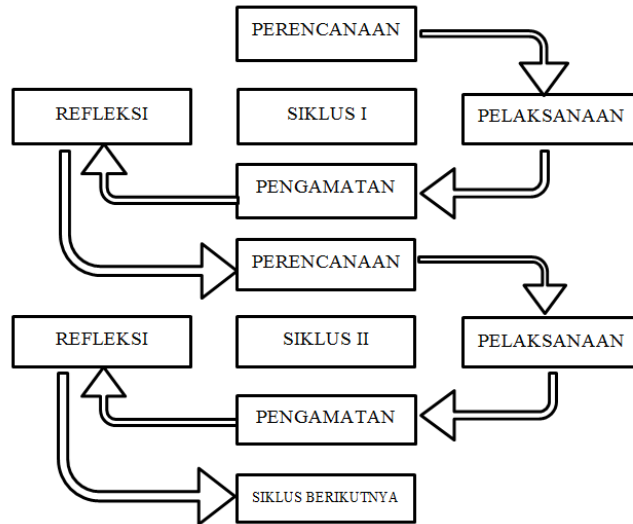 PERENCANAAN
REFLEKSI
SIKLUS I
PELAKSANAAN
PENGAMATAN
PERENCANAAN
REFLEKSI
SIKLUS II
PELAKSANAAN
PENGAMATAN
SIKLUS BERIKUTNYA